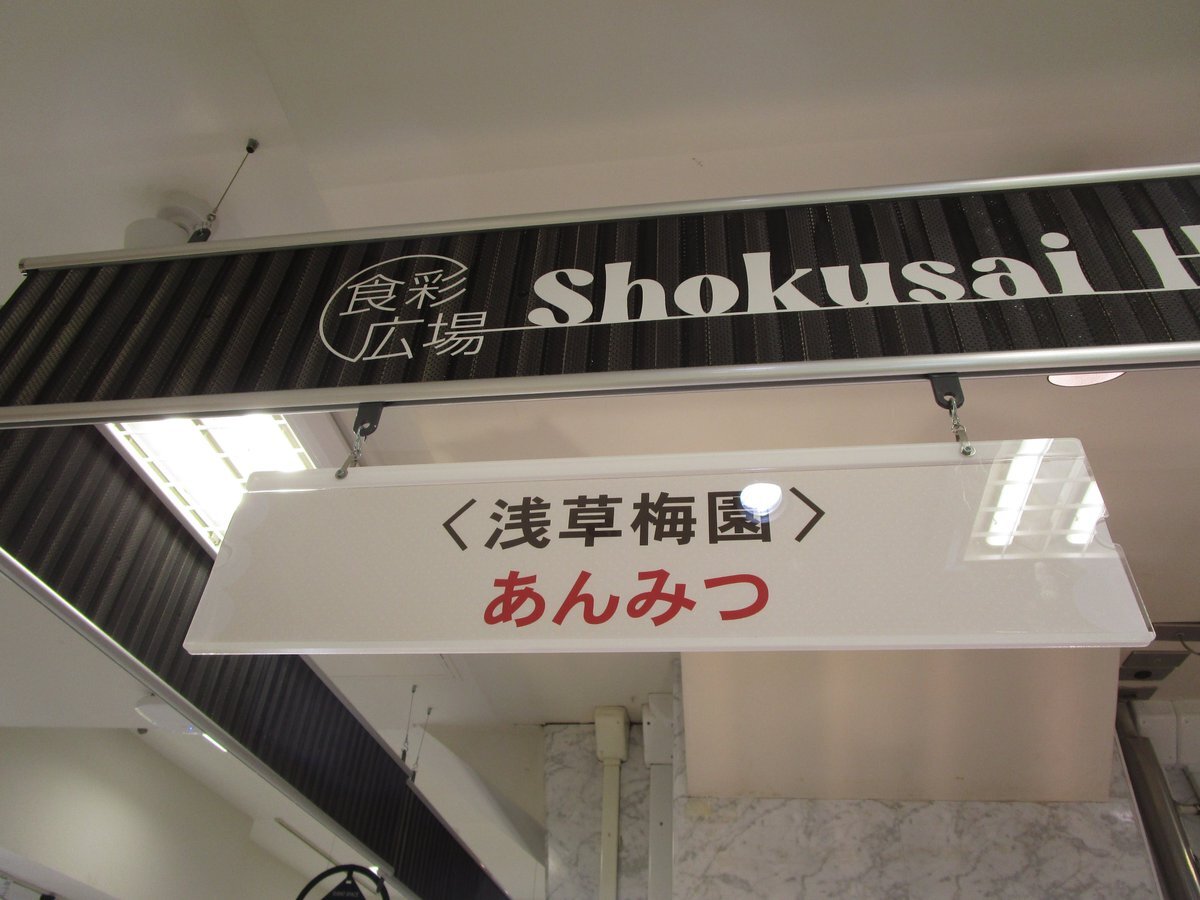 食彩
広場
Shokusai H
〈浅草梅園〉
あんみつ